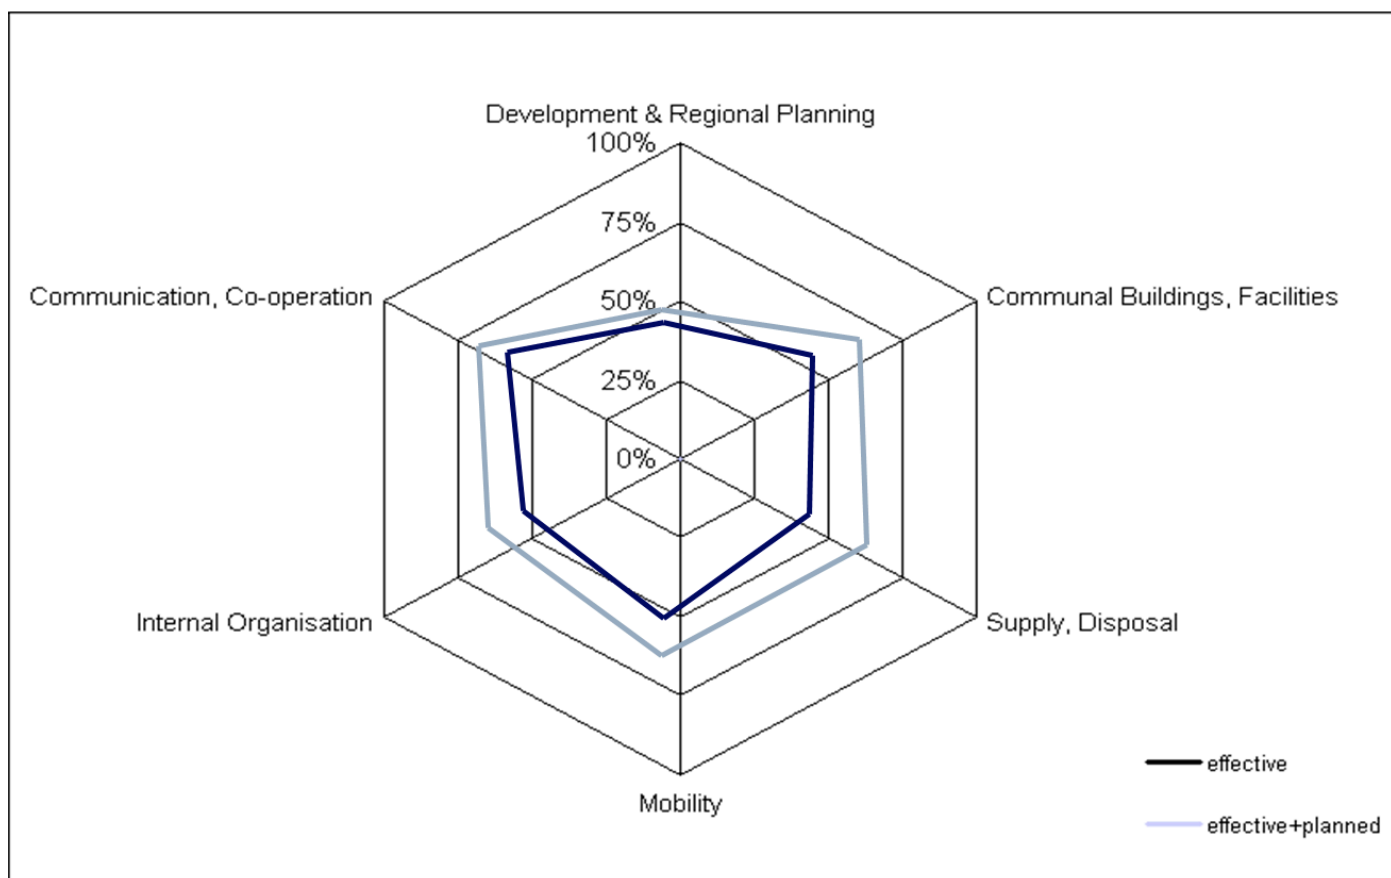 Development & Regional Planning
100%
75%
Communication, Co-operation
50%
Communal Buildings, Facilities
25%
0%
Internal Organisation
Supply, Disposal
effective
Mobility
effective+planned